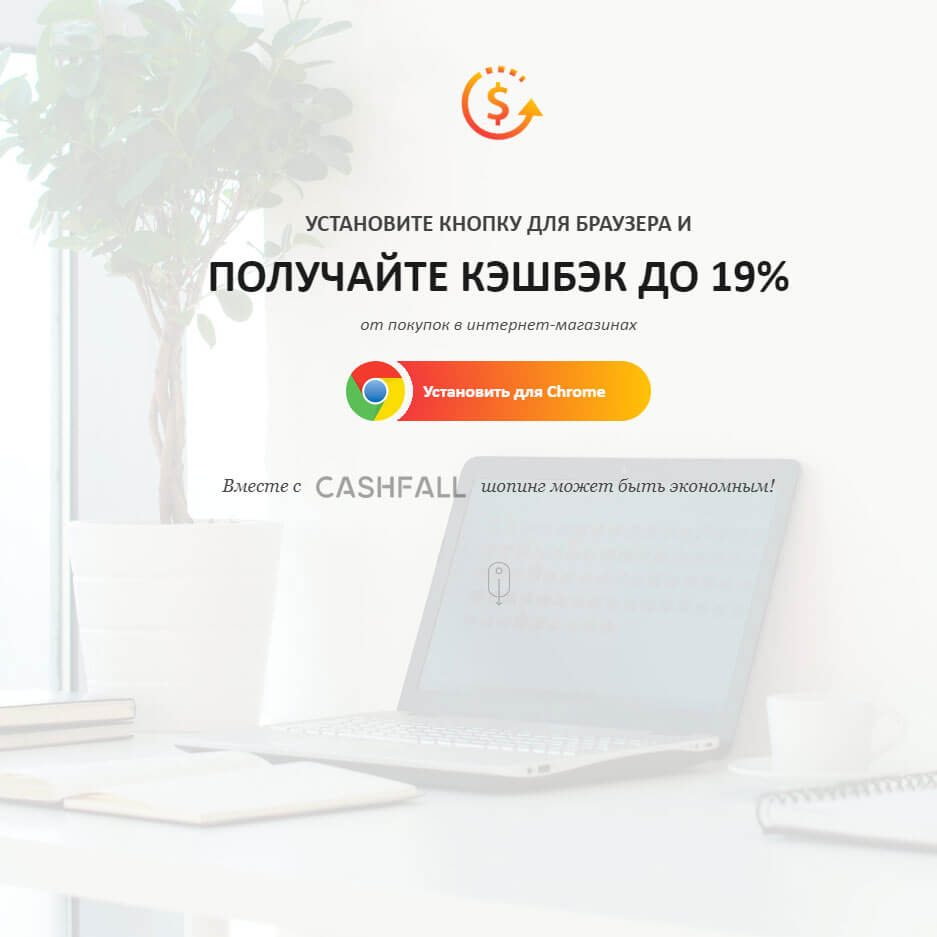 $
УСТАНОВИТЕ КНОПКУ ДЛЯ БРАУЗЕРА И
ПОЛУЧАЙТЕ КЭШБЭК ДО 19%
от покупок в интернет-магазинах
Установить для Chrome
Вместе с CASHFALL шопинг может быть экономным!